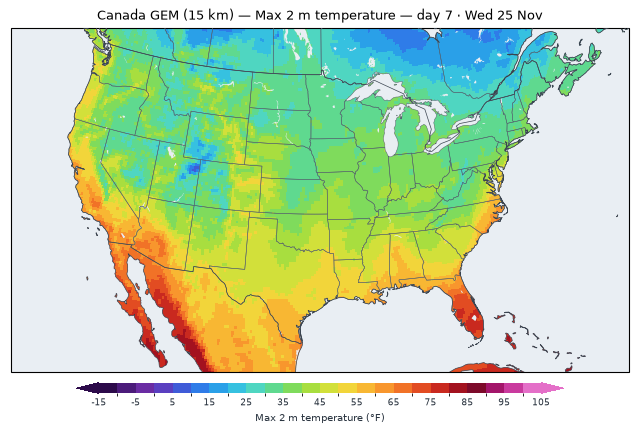 Canada GEM (15 km) — Max 2 m temperature — day 7 · Wed 25 Nov
-15 -5 5 15 25 35 45 55 65 75 85 95 105
Max 2 m temperature (°F)